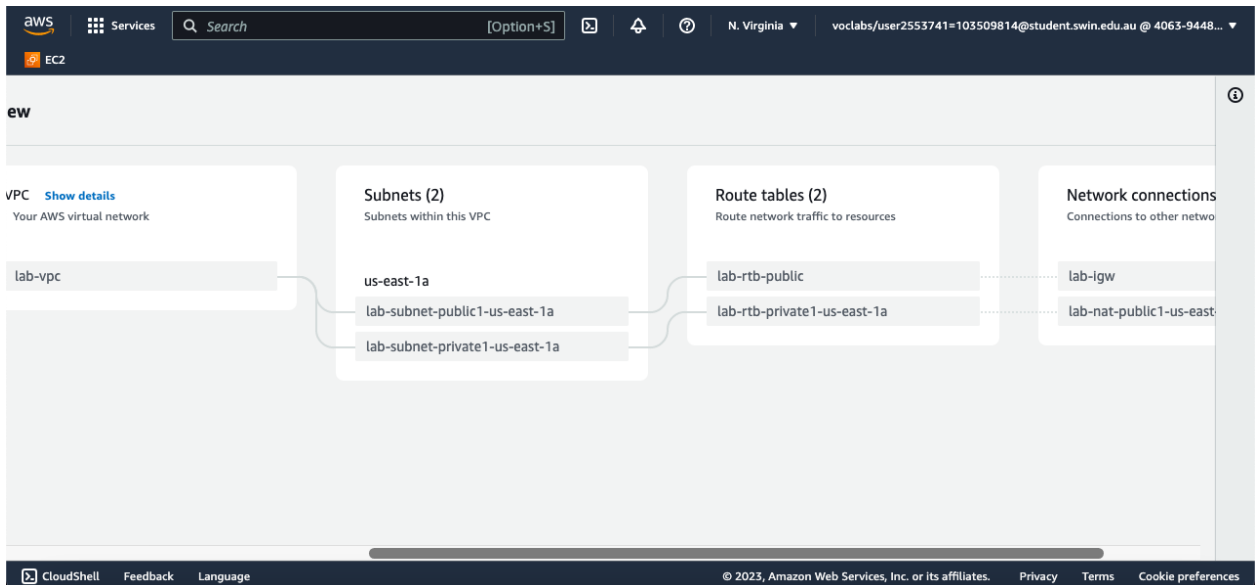 aws Services Search [Option+S] N. Virginia voclabs/user2553741=103509814@student.swin.edu.au @ 4063-9448...
EC2
ew
VPC Show details
Your AWS virtual network
lab-vpc
Subnets (2)
Subnets within this VPC
us-east-1a
lab-subnet-public1-us-east-1a
lab-subnet-private1-us-east-1a
Route tables (2)
Route network traffic to resources
lab-rtb-public
lab-rtb-private1-us-east-1a
Network connections
Connections to other netwo
lab-igw
lab-nat-public1-us-east-
CloudShell Feedback Language © 2023, Amazon Web Services, Inc. or its affiliates. Privacy Terms Cookie preferences